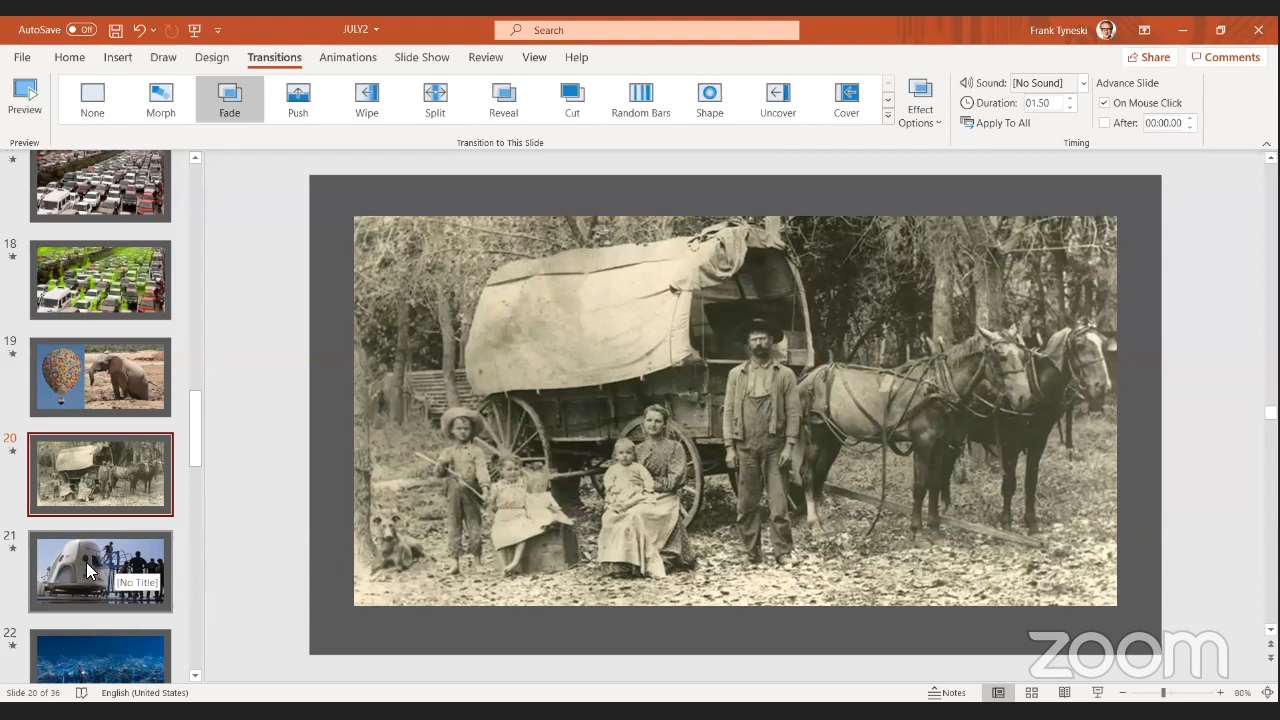 AutoSave Off JULY2 Search Frank Tyneski
File Home Insert Draw Design Transitions Animations Slide Show Review View Help Share Comments
Preview None Morph Fade Push Wipe Split Reveal Cut Random Bars Shape Uncover Cover Effect Options
Sound: [No Sound] Advance Slide
Duration: 01.50 On Mouse Click
Apply To All After: 00:00.00
Preview Transition to This Slide Timing
18
19
20
21
[No Title]
22
zoom
Slide 20 of 36 English (United States) Notes 80%